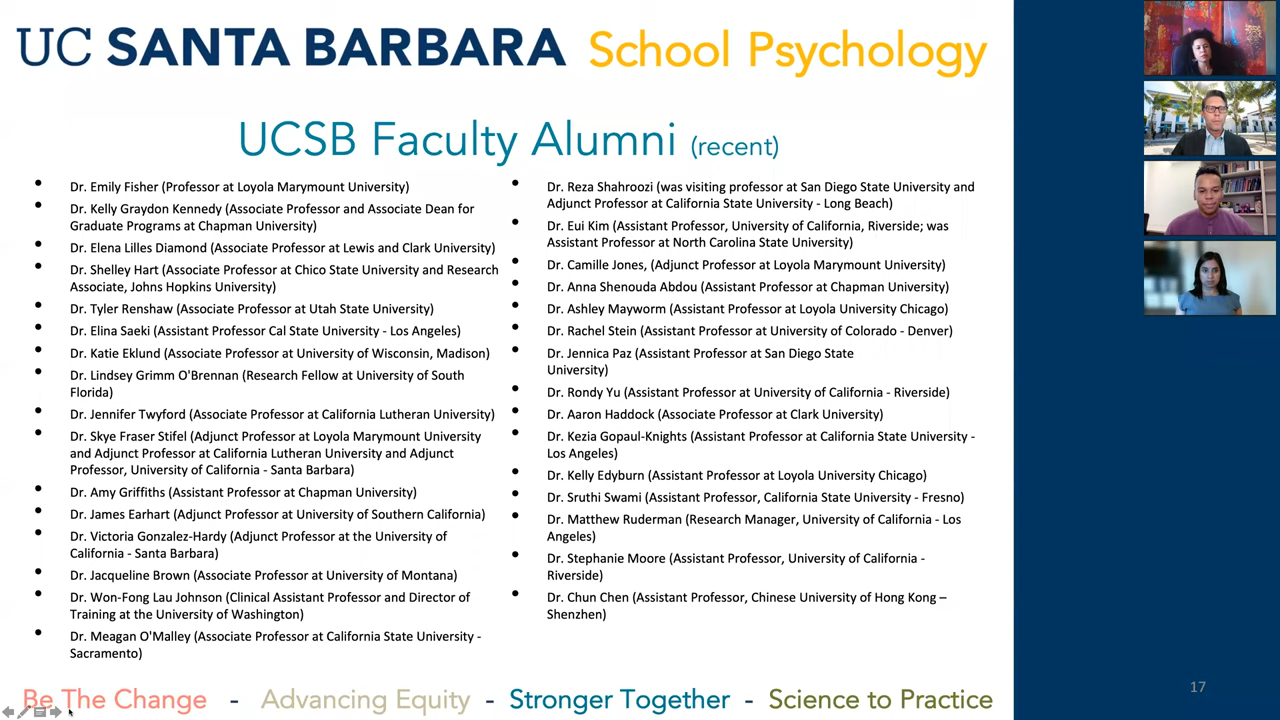 UC SANTA BARBARA School Psychology
UCSB Faculty Alumni (recent)
• Dr. Emily Fisher (Professor at Loyola Marymount University)
• Dr. Kelly Graydon Kennedy (Associate Professor and Associate Dean for
Graduate Programs at Chapman University)
• Dr. Elena Lilles Diamond (Associate Professor at Lewis and Clark University)
• Dr. Shelley Hart (Associate Professor at Chico State University and Research
Associate, Johns Hopkins University)
• Dr. Tyler Renshaw (Associate Professor at Utah State University)
• Dr. Elina Saeki (Assistant Professor Cal State University - Los Angeles)
• Dr. Katie Eklund (Associate Professor at University of Wisconsin, Madison)
• Dr. Lindsey Grimm O'Brennan (Research Fellow at University of South
Florida)
• Dr. Jennifer Twyford (Associate Professor at California Lutheran University)
• Dr. Skye Fraser Stifel (Adjunct Professor at Loyola Marymount University
and Adjunct Professor at California Lutheran University and Adjunct
Professor, University of California - Santa Barbara)
• Dr. Amy Griffiths (Assistant Professor at Chapman University)
• Dr. James Earhart (Adjunct Professor at University of Southern California)
• Dr. Victoria Gonzalez-Hardy (Adjunct Professor at the University of
California - Santa Barbara)
• Dr. Jacqueline Brown (Associate Professor at University of Montana)
• Dr. Won-Fong Lau Johnson (Clinical Assistant Professor and Director of
Training at the University of Washington)
• Dr. Meagan O'Malley (Associate Professor at California State University -
Sacramento)
• Dr. Reza Shahroozi (was visiting professor at San Diego State University and
Adjunct Professor at California State University - Long Beach)
• Dr. Eui Kim (Assistant Professor, University of California, Riverside; was
Assistant Professor at North Carolina State University)
• Dr. Camille Jones, (Adjunct Professor at Loyola Marymount University)
• Dr. Anna Shenouda Abdou (Assistant Professor at Chapman University)
• Dr. Ashley Mayworm (Assistant Professor at Loyola University Chicago)
• Dr. Rachel Stein (Assistant Professor at University of Colorado - Denver)
• Dr. Jennica Paz (Assistant Professor at San Diego State
University)
• Dr. Rondy Yu (Assistant Professor at University of California - Riverside)
• Dr. Aaron Haddock (Associate Professor at Clark University)
• Dr. Kezia Gopaul-Knights (Assistant Professor at California State University -
Los Angeles)
• Dr. Kelly Edyburn (Assistant Professor at Loyola University Chicago)
• Dr. Sruthi Swami (Assistant Professor, California State University - Fresno)
• Dr. Matthew Ruderman (Research Manager, University of California - Los
Angeles)
• Dr. Stephanie Moore (Assistant Professor, University of California -
Riverside)
• Dr. Chun Chen (Assistant Professor, Chinese University of Hong Kong –
Shenzhen)
Be The Change - Advancing Equity - Stronger Together - Science to Practice
17